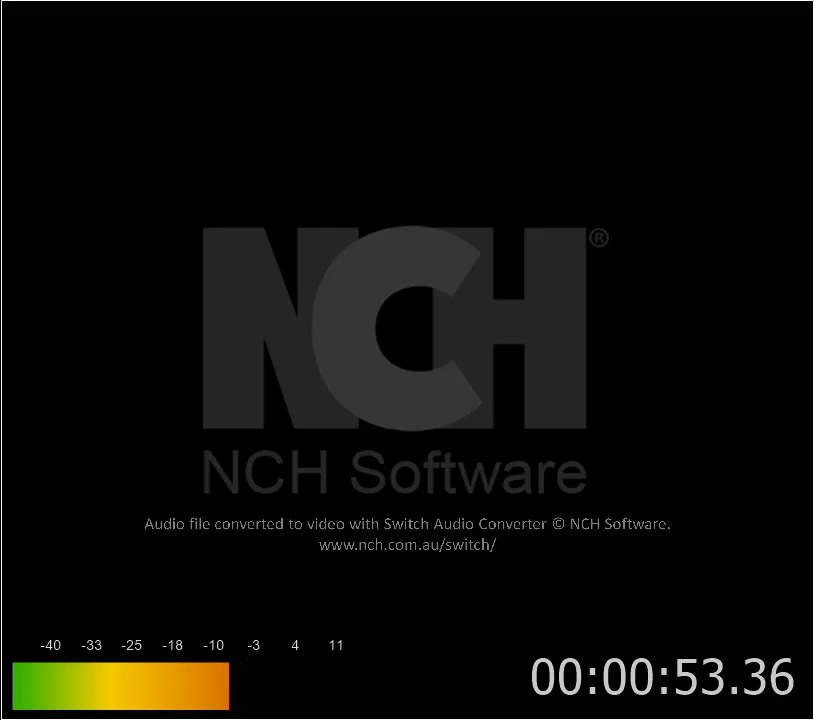 NCH®
NCH Software
Audio file converted to video with Switch Audio Converter © NCH Software.
www.nch.com.au/switch/
-40 -33 -25 -18 -10 -3 4 11
00:00:53.36